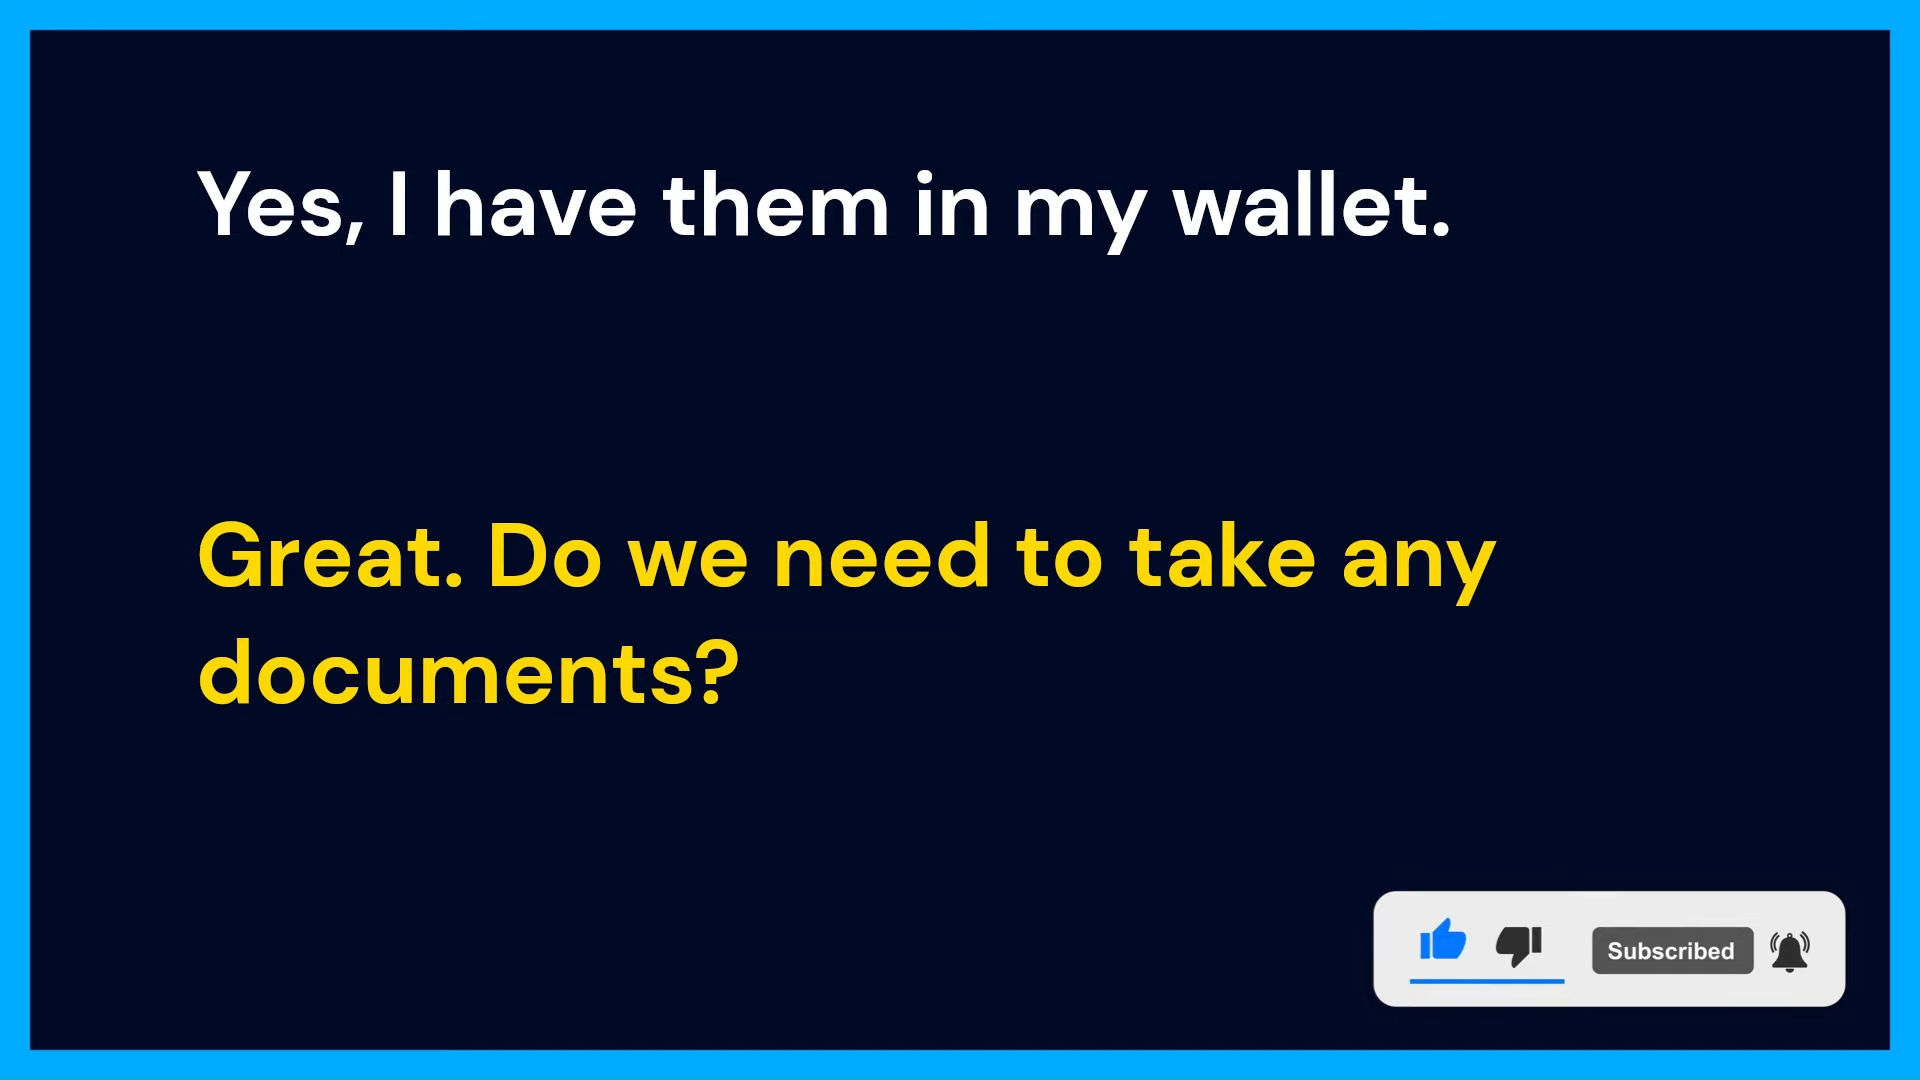 Yes, I have them in my wallet.
Great. Do we need to take any
documents?
Subscribed